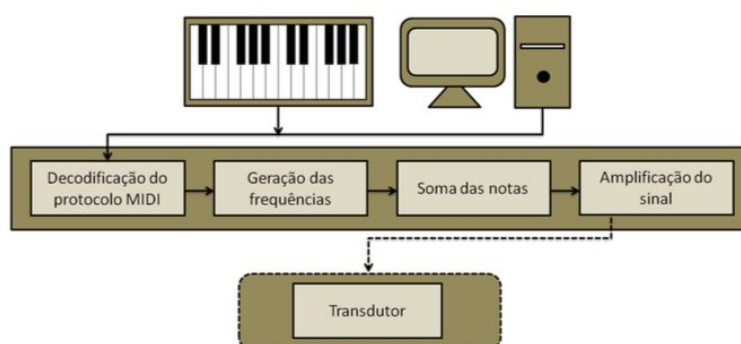 Decodificação do
protocolo MIDI
Geração das
frequências
Soma das notas
Amplificação do
sinal
Transdutor